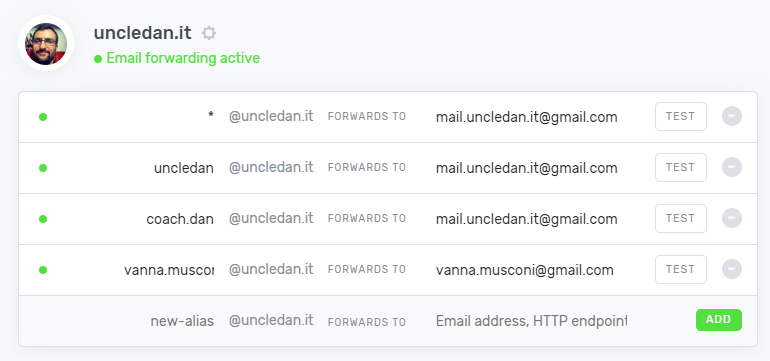 uncledan.it
Email forwarding active
* @uncledan.it FORWARDS TO mail.uncledan.it@gmail.com TEST
uncledan @uncledan.it FORWARDS TO mail.uncledan.it@gmail.com TEST
coach.dan @uncledan.it FORWARDS TO mail.uncledan.it@gmail.com TEST
vanna.muscor @uncledan.it FORWARDS TO vanna.musconi@gmail.com TEST
new-alias @uncledan.it FORWARDS TO Email address, HTTP endpoint ADD